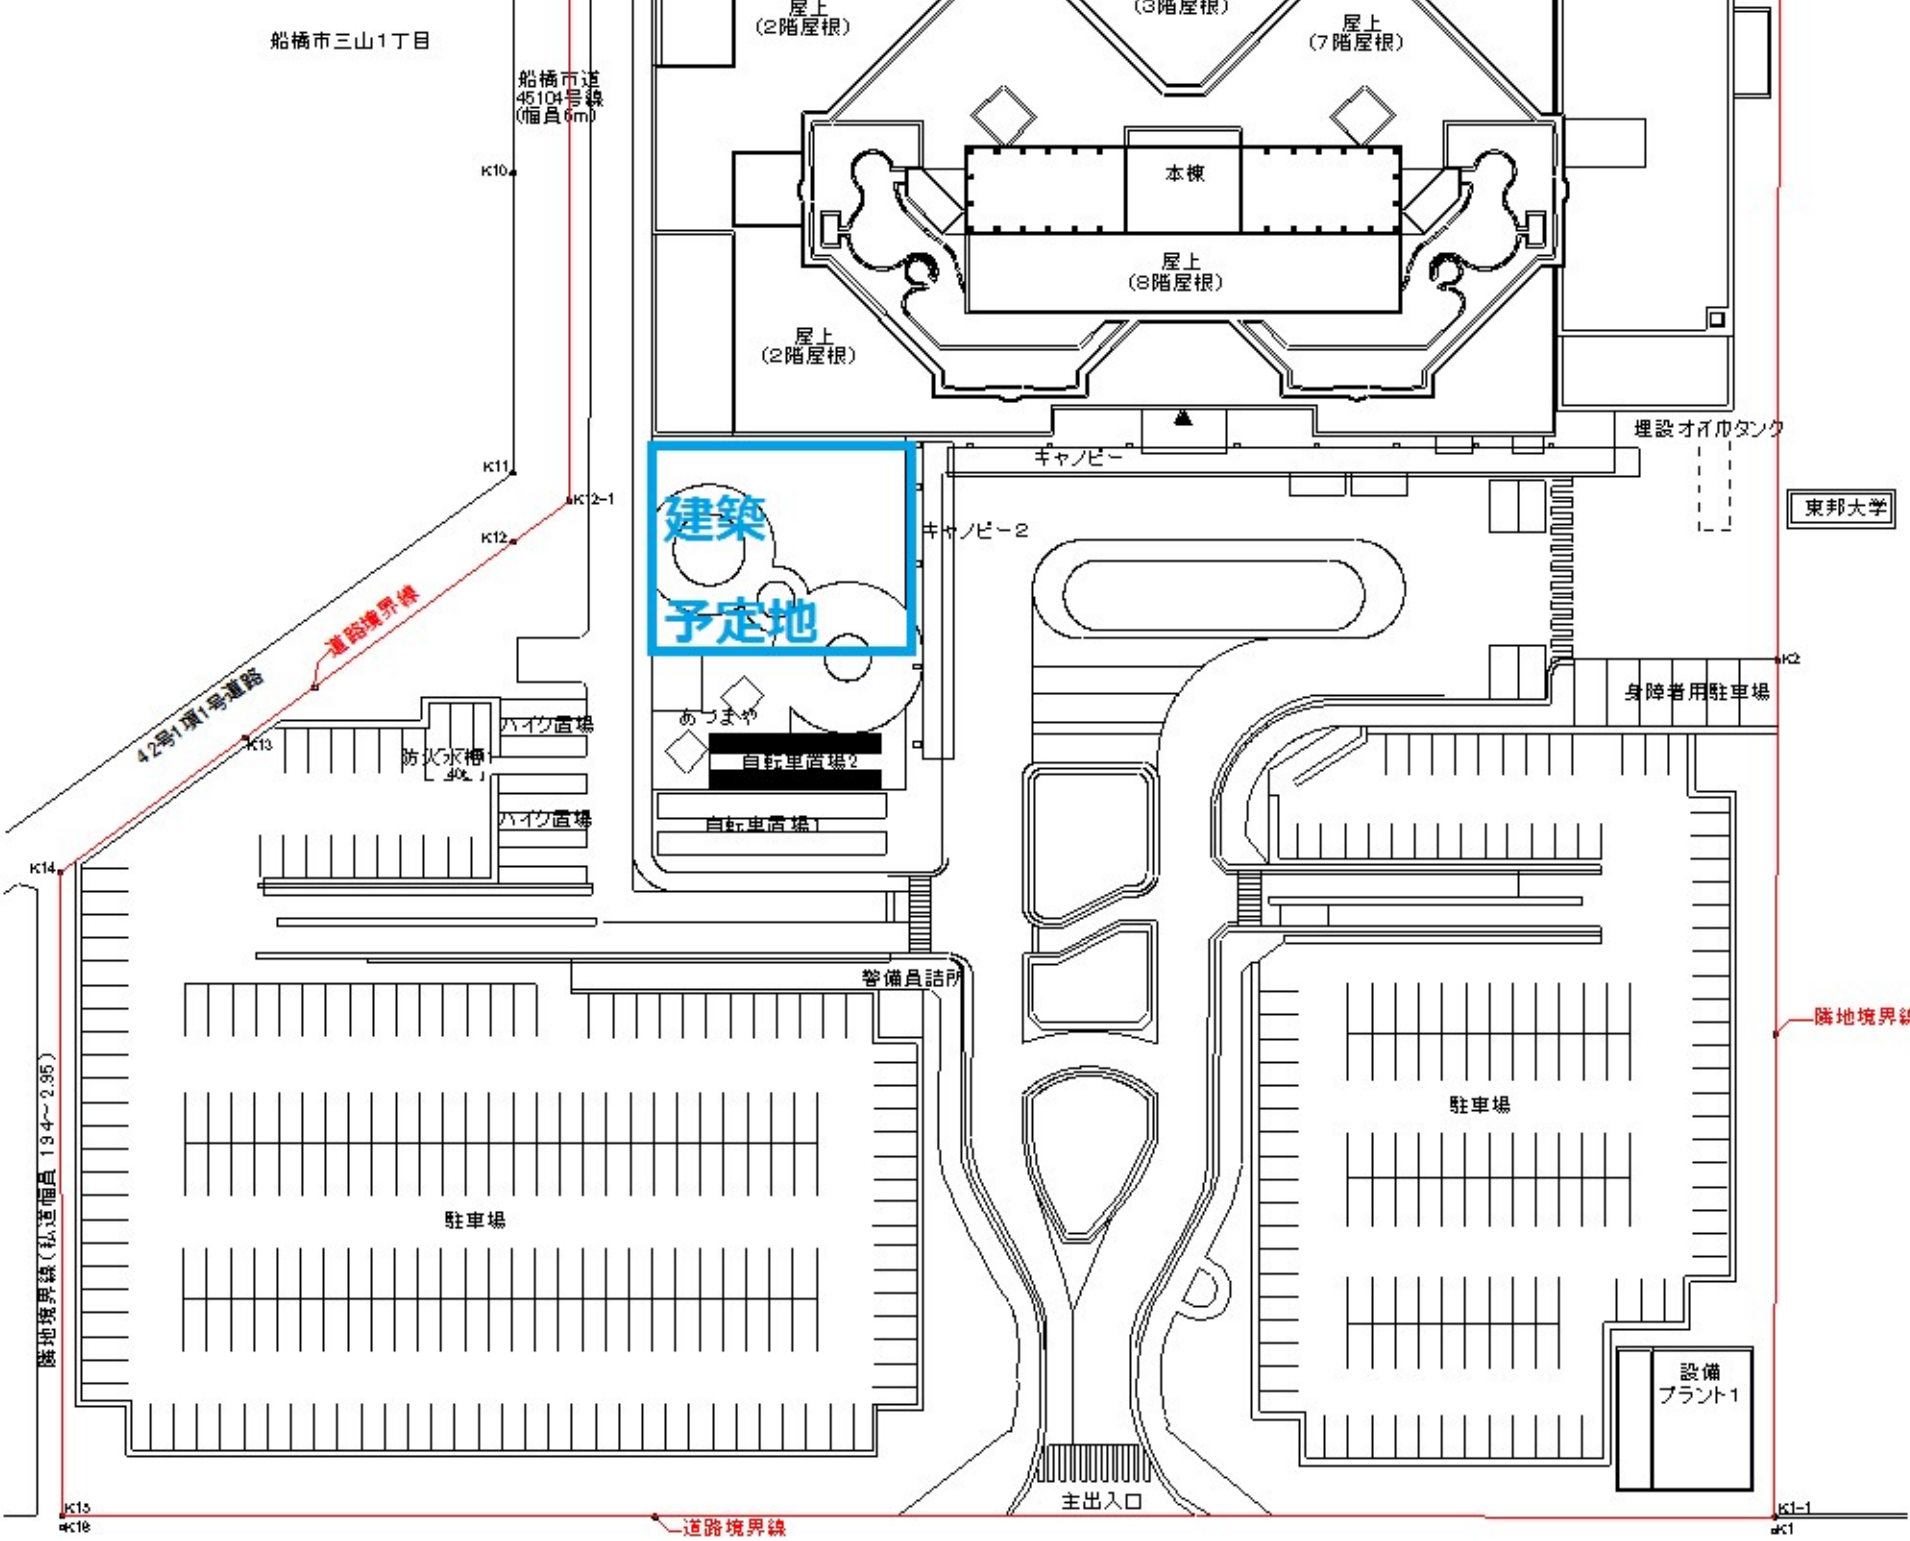 屋上
(2階屋根)
(3階屋根)
屋上
(7階屋根)
船橋市三山1丁目
船橋市道
45104号線
(幅員6m)
K10
本棟
屋上
(8階屋根)
屋上
(2階屋根)
K11
K12-1
K12
キャノピー
埋設オイルタンク
東邦大学
建築
予定地
キャノピー2
道路境界線
42号1項1号道路
K2
身障者用駐車場
あづまや
バイク置場
K13
防火水槽
40t
自転車置場2
バイク置場
自転車置場1
K14
警備員詰所
隣地境界線
駐車場
駐車場
隣地境界線(私道幅員 1.94～2.95)
設備
プラント1
主出入口
K15
K16
道路境界線
K1-1
K1